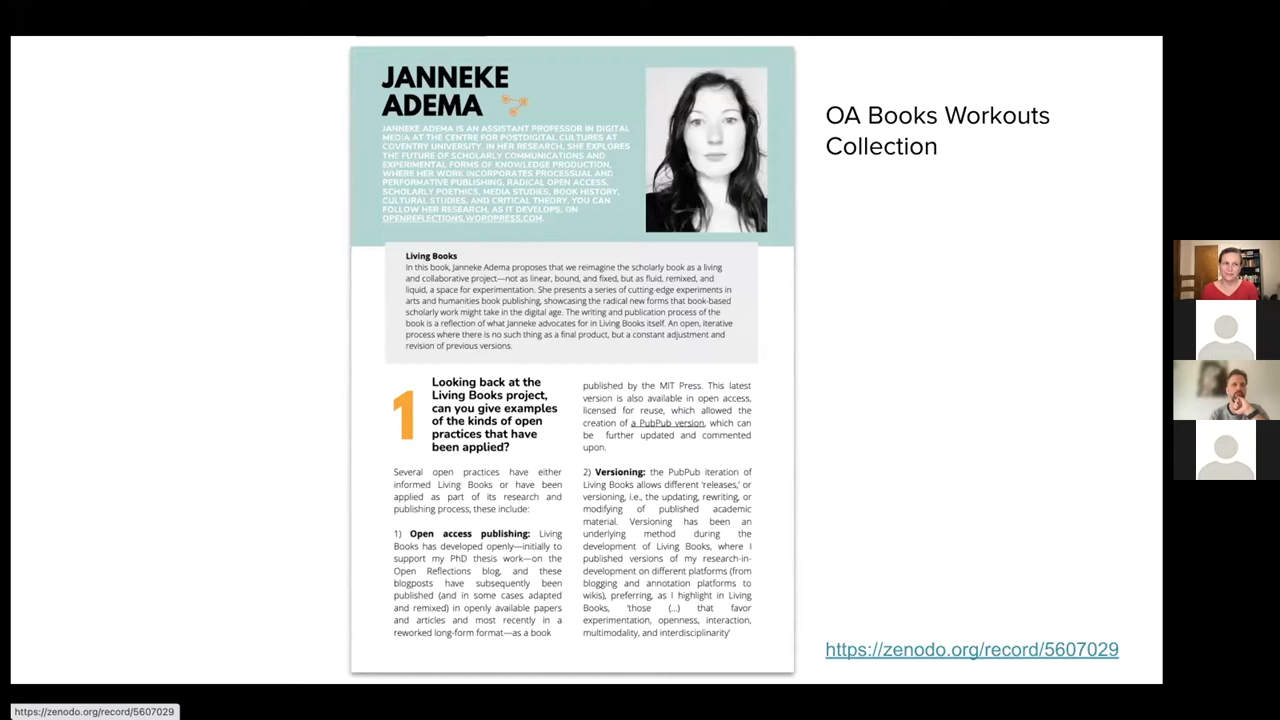 JANNEKE
ADEMA
JANNEKE ADEMA IS AN ASSISTANT PROFESSOR IN DIGITAL
MEDIA AT THE CENTRE FOR POSTDIGITAL CULTURES AT
COVENTRY UNIVERSITY. IN HER RESEARCH, SHE EXPLORES
THE FUTURE OF SCHOLARLY COMMUNICATIONS AND
EXPERIMENTAL FORMS OF KNOWLEDGE PRODUCTION,
WHERE HER WORK INCORPORATES PROCESSUAL AND
PERFORMATIVE PUBLISHING, RADICAL OPEN ACCESS,
SCHOLARLY POETHICS, MEDIA STUDIES, BOOK HISTORY,
CULTURAL STUDIES, AND CRITICAL THEORY. YOU CAN
FOLLOW HER RESEARCH, AS IT DEVELOPS, ON
OPENREFLECTIONS.WORDPRESS.COM.
Living Books
In this book, Janneke Adema proposes that we reimagine the scholarly book as a living
and collaborative project—not as linear, bound, and fixed, but as fluid, remixed, and
liquid, a space for experimentation. She presents a series of cutting-edge experiments in
arts and humanities book publishing, showcasing the radical new forms that book-based
scholarly work might take in the digital age. The writing and publication process of the
book is a reflection of what Janneke advocates for in Living Books itself. An open, iterative
process where there is no such thing as a final product, but a constant adjustment and
revision of previous versions.
1
Looking back at the
Living Books project,
can you give examples
of the kinds of open
practices that have
been applied?
Several open practices have either
informed Living Books or have been
applied as part of its research and
publishing process, these include:
1) Open access publishing: Living
Books has developed openly—initially to
support my PhD thesis work—on the
Open Reflections blog, and these
blogposts have subsequently been
published (and in some cases adapted
and remixed) in openly available papers
and articles and most recently in a
reworked long-form format—as a book
published by the MIT Press. This latest
version is also available in open access,
licensed for reuse, which allowed the
creation of a PubPub version, which can
be further updated and commented
upon.
2) Versioning: the PubPub iteration of
Living Books allows different 'releases,' or
versioning, i.e., the updating, rewriting, or
modifying of published academic
material. Versioning has been an
underlying method during the
development of Living Books, where I
published versions of my research-in-
development on different platforms (from
blogging and annotation platforms to
wikis), preferring, as I highlight in Living
Books, 'those (...) that favor
experimentation, openness, interaction,
multimodality, and interdisciplinarity'
OA Books Workouts
Collection
https://zenodo.org/record/5607029
https://zenodo.org/record/5607029